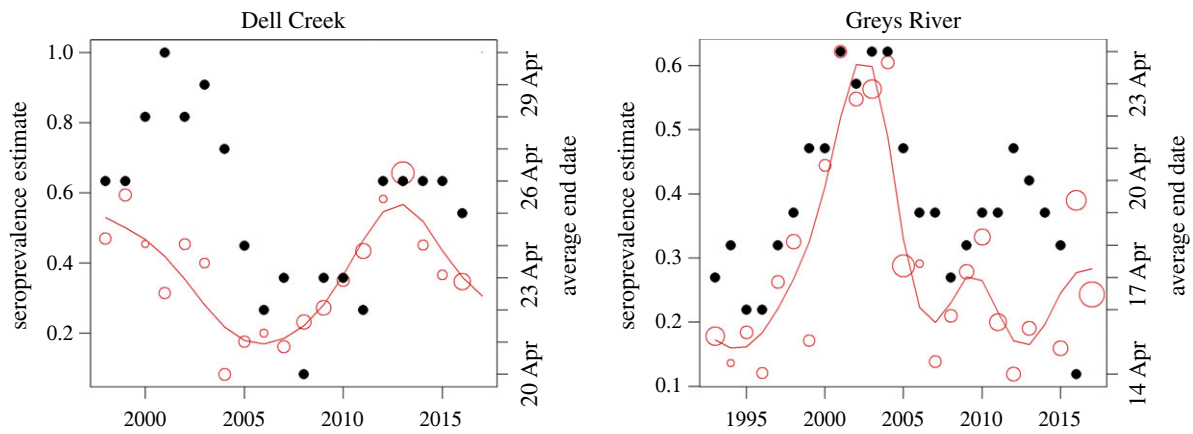 Dell Creek
Greys River
seroprevalence estimate
1.0
0.8
0.6
0.4
0.2
2000
2005
2010
2015
29 Apr
26 Apr
23 Apr
20 Apr
average end date
seroprevalence estimate
0.6
0.5
0.4
0.3
0.2
0.1
1995
2000
2005
2010
2015
23 Apr
20 Apr
17 Apr
14 Apr
average end date